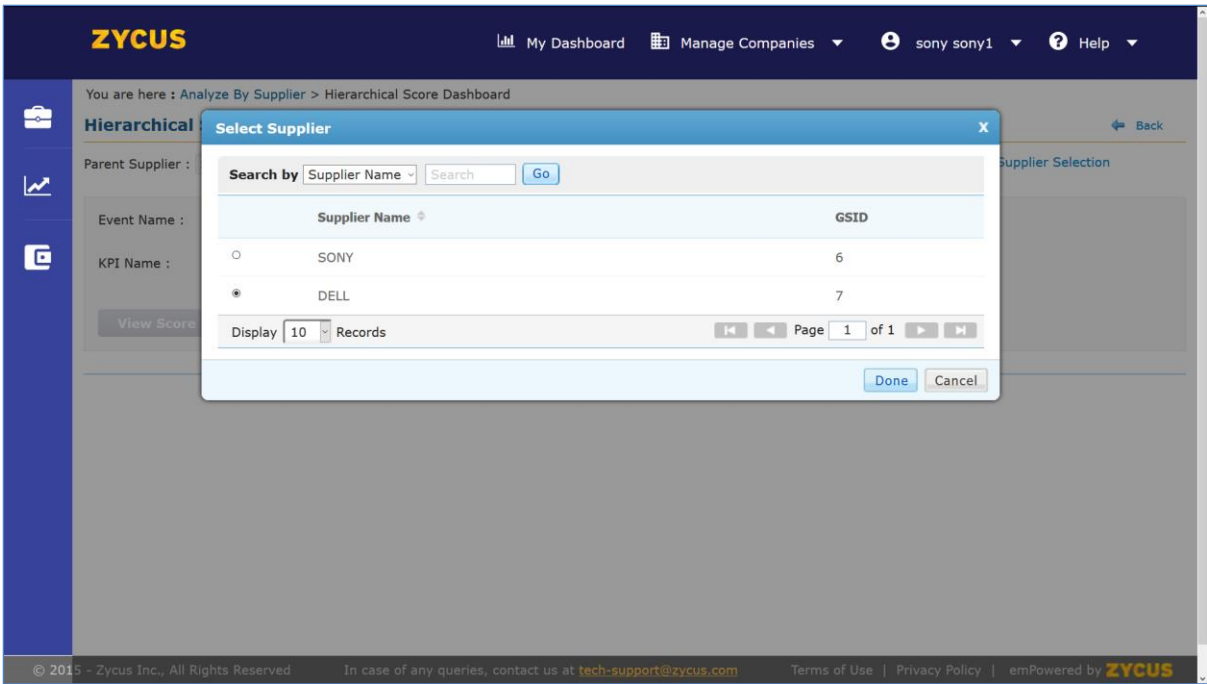 ZYCUS My Dashboard Manage Companies sony sony1 Help
You are here : Analyze By Supplier > Hierarchical Score Dashboard
Hierarchical
Back
Select Supplier X
Parent Supplier :
Supplier Selection
Search by Supplier Name Search Go
Supplier Name GSID
Event Name :
SONY 6
KPI Name :
DELL 7
View Score
Display 10 Records Page 1 of 1
Done Cancel
© 2015 - Zycus Inc., All Rights Reserved In case of any queries, contact us at tech-support@zycus.com Terms of Use | Privacy Policy | emPowered by ZYCUS